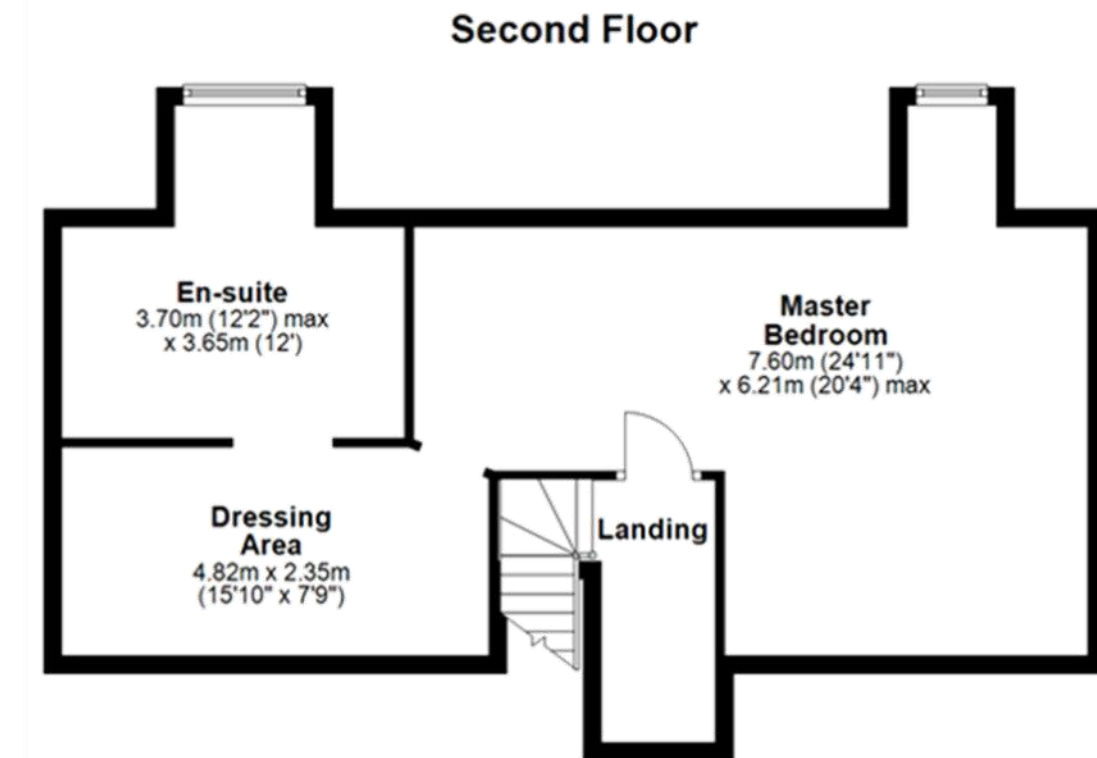 Second Floor
En-suite
3.70m (12'2") max
x 3.65m (12')
Master
Bedroom
7.60m (24'11")
x 6.21m (20'4") max
Dressing
Area
4.82m x 2.35m
(15'10" x 7'9")
Landing